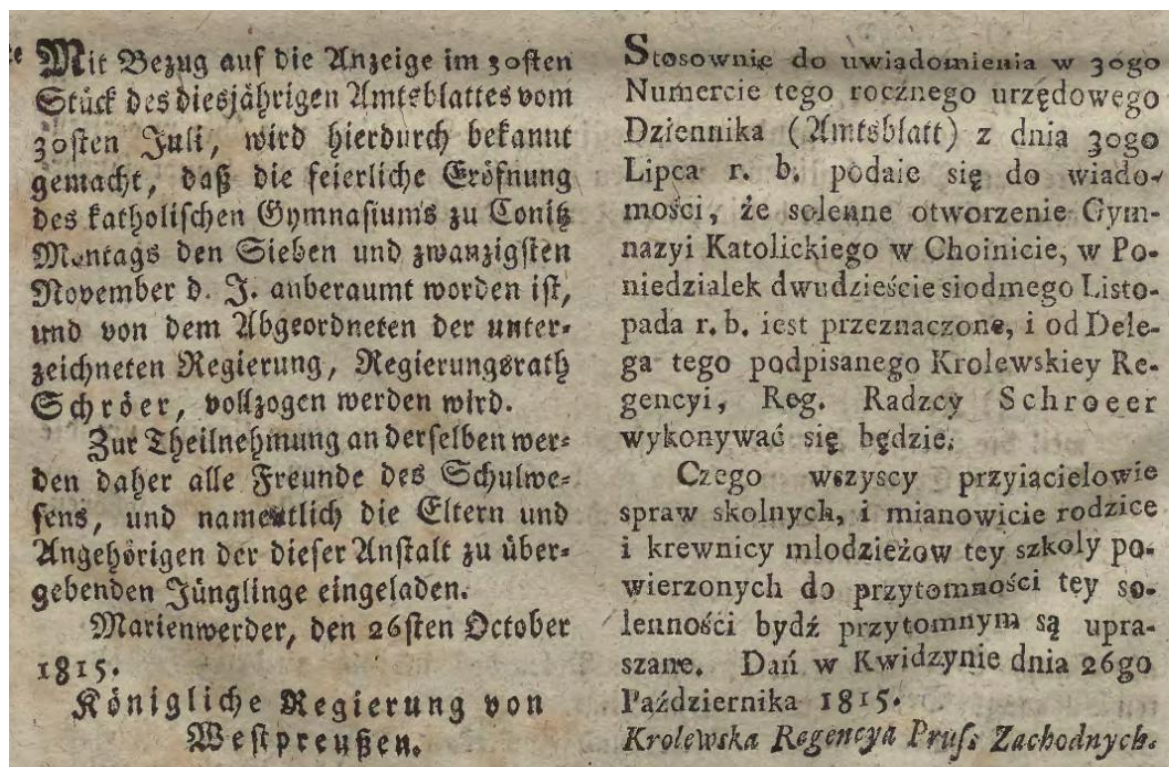 Mit Bezug auf die Anzeige im 30sten
Stück des diesjährigen Amtsblattes vom
30sten Juli, wird hierdurch bekannt
gemacht, daß die feierliche Eröfnung
des katholischen Gymnasiums zu Conitz
Montags den Sieben und zwanzigsten
November d. J. anberaumt worden ist,
und von dem Abgeordneten der unter-
zeichneten Regierung, Regierungsrath
Schröer, vollzogen werden wird.
Zur Theilnehmung an derselben wer-
den daher alle Freunde des Schulwe-
sens, und namentlich die Eltern und
Angehörigen der dieser Anstalt zu über-
gebenden Jünglinge eingeladen.
Marienwerder, den 26sten October
1815.
Königliche Regierung von
Westpreußen.
Stosownie do uwiadomienia w 30go
Numercie tego rocznego urzędowego
Dziennika (Amtsblatt) z dnia 30go
Lipca r. b. podaie się do wiado-
mości, że solenne otworzenie Gym-
nazyi Katolickiego w Choinicie, w Po-
niedzialek dwudzieście siodmego Listo-
pada r. b. iest przeznaczone, i od Dele-
ga tego podpisanego Krolewskiey Re-
gencyi, Reg. Radzcy Schroeer
wykonywać się będzie.
Czego wszyscy przyiacielowie
spraw skolnych, i mianowicie rodzice
i krewnicy mlodzieżow tey szkoly po-
wierzonych do przytomności tey so-
lenności bydź przytomnym są upra-
szane. Dań w Kwidzynie dnia 26go
Października 1815.
Krolewska Regencya Prus. Zachodnych.